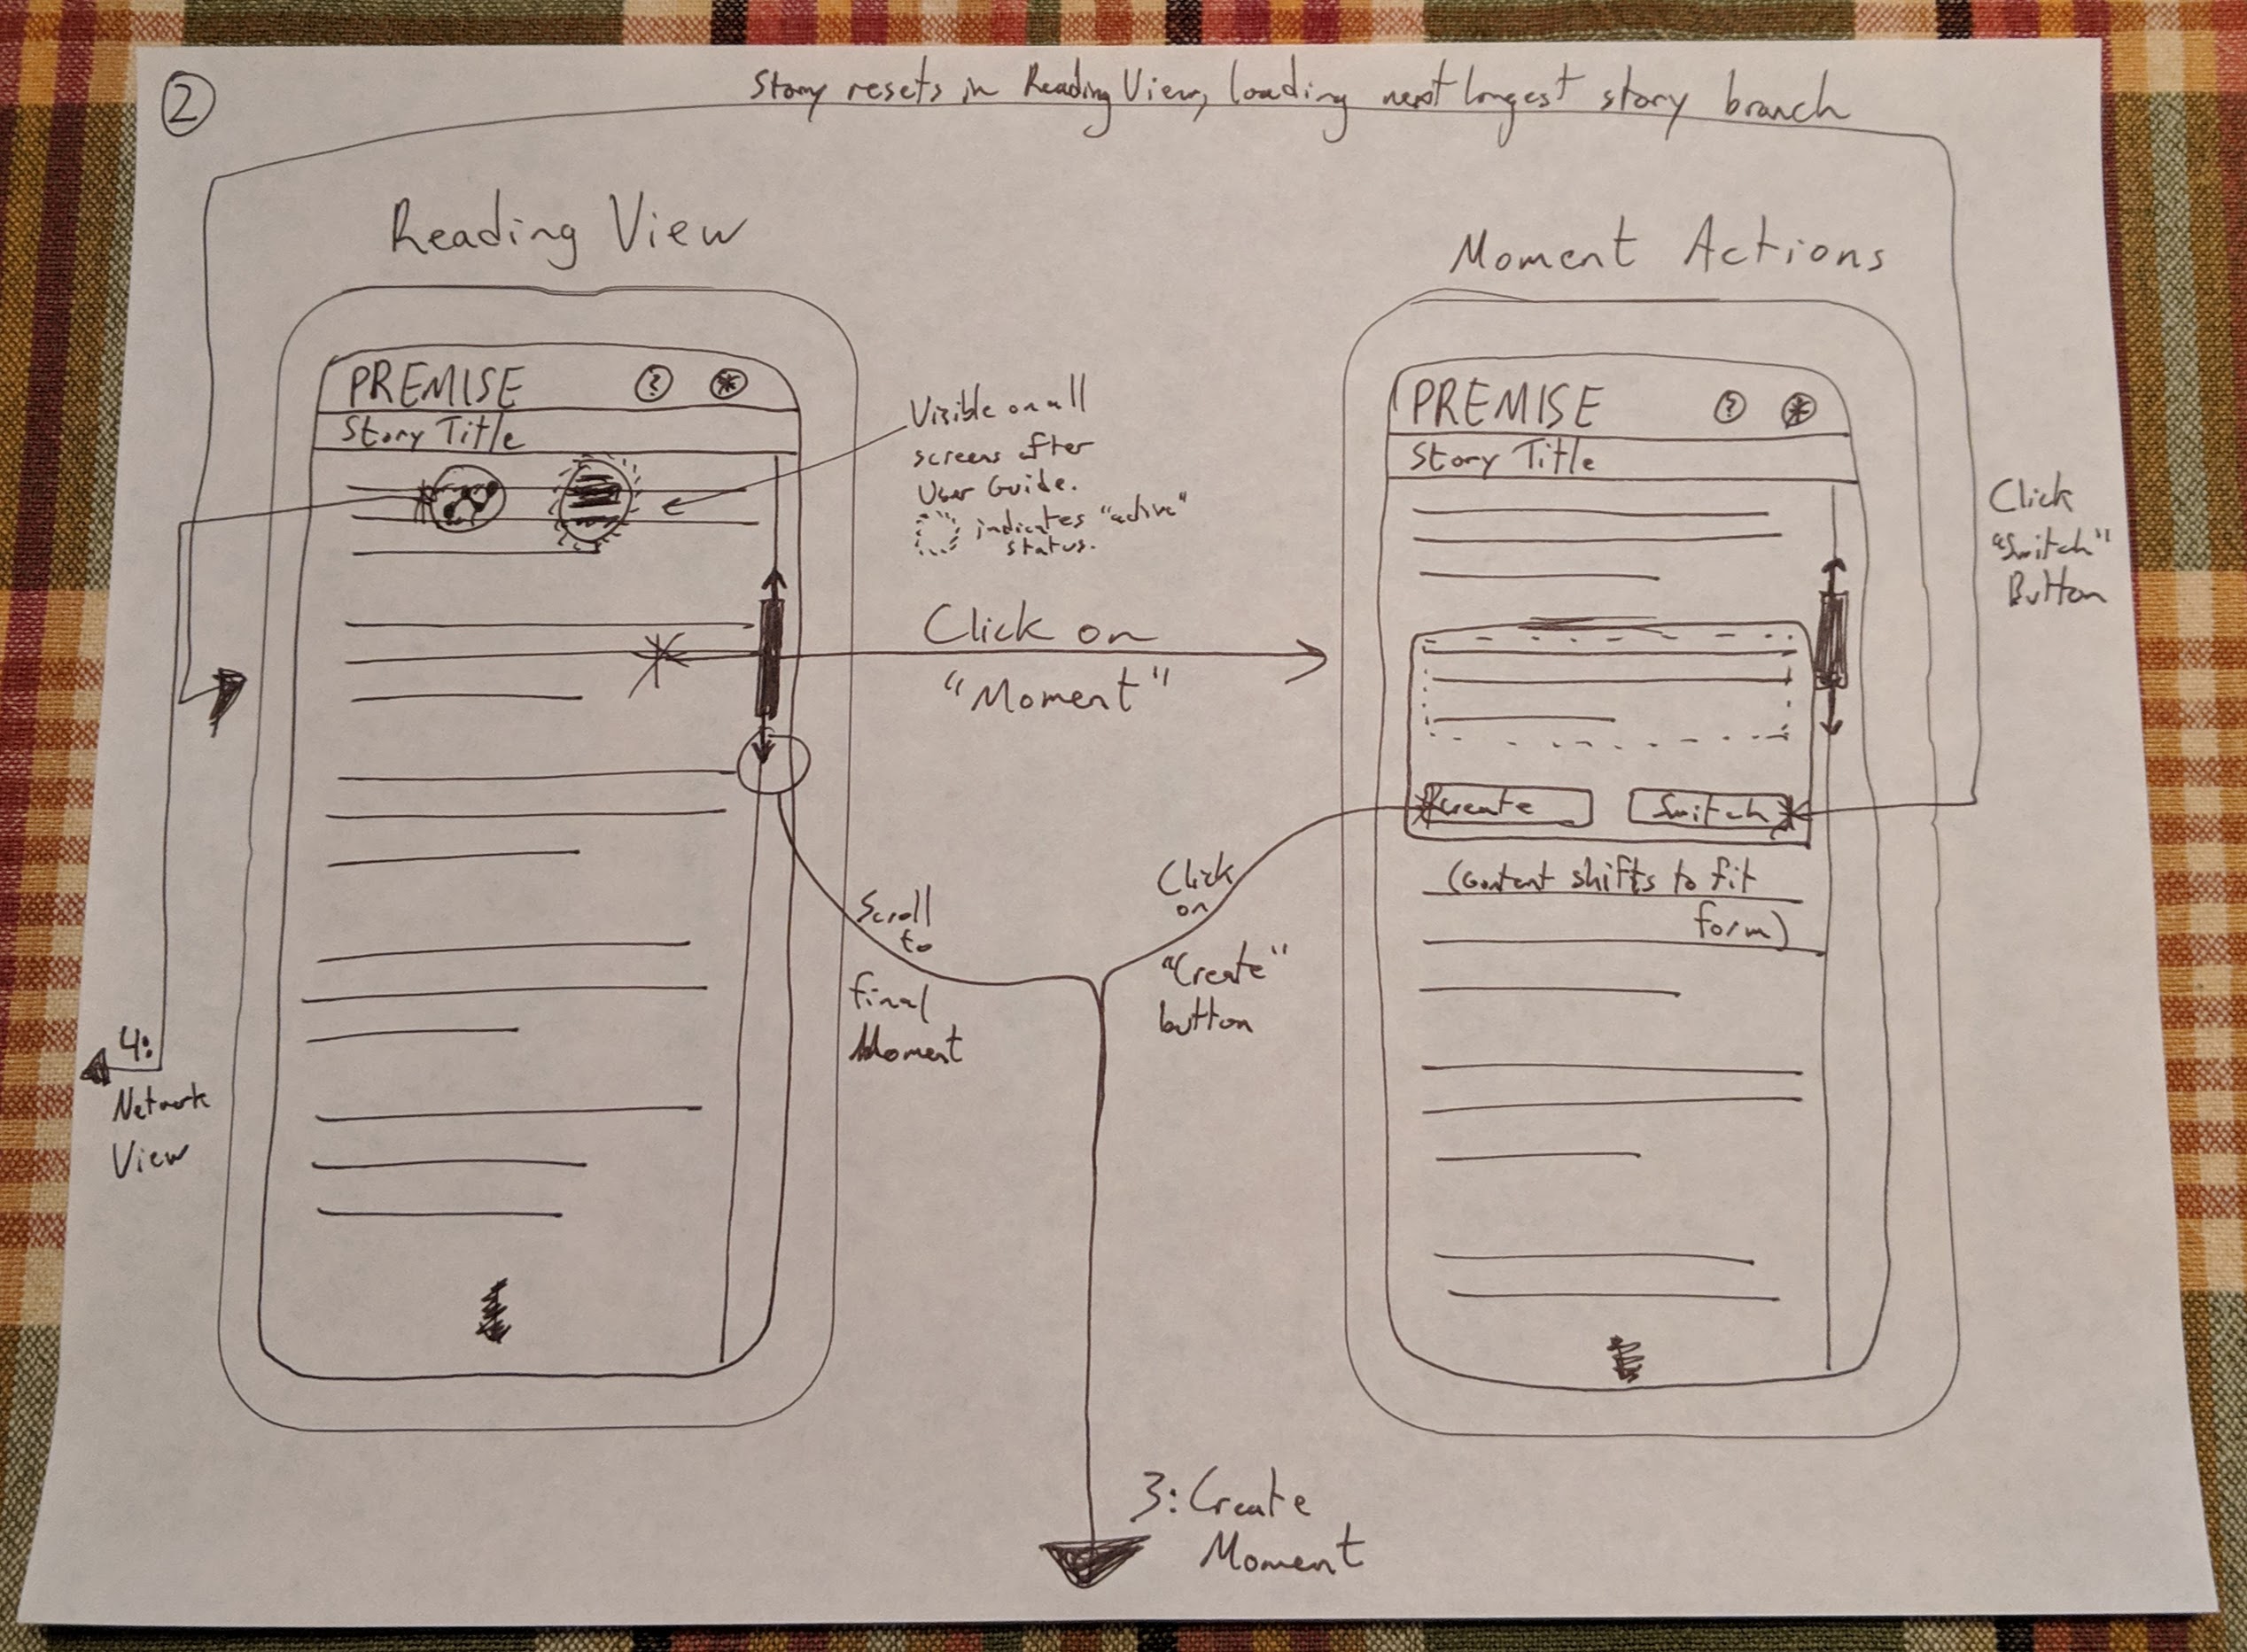 2
Story resets in Reading View, loading next longest story branch
Reading View
PREMISE ? *
Story Title
Visible on all
screens after
User Guide.
indicates "active"
status.
Click on
"Moment"
Scroll
to
final
Moment
4:
Network
View
Moment Actions
PREMISE ? *
Story Title
Create Switch
(Content shifts to fit
form)
Click
"Switch"
Button
Click
on
"Create"
button
3: Create
Moment